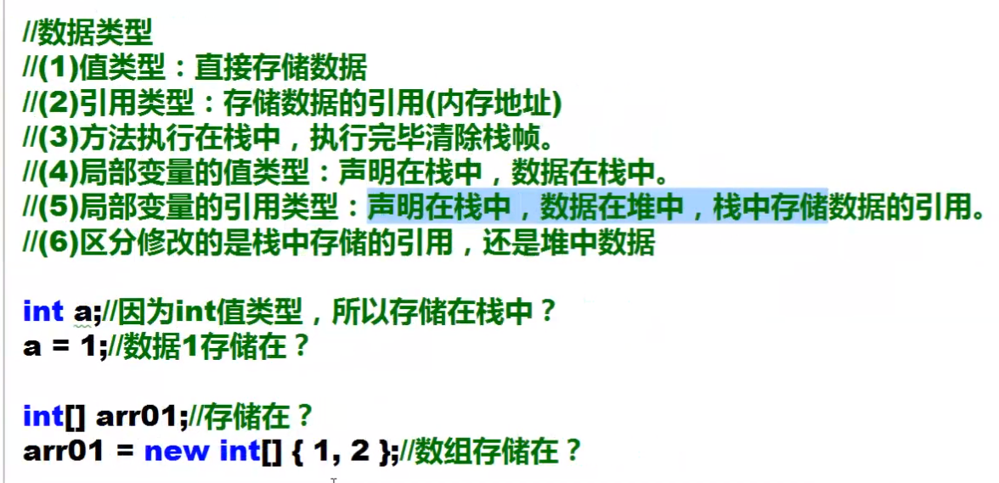 //数据类型
//(1)值类型：直接存储数据
//(2)引用类型：存储数据的引用(内存地址)
//(3)方法执行在栈中，执行完毕清除栈帧。
//(4)局部变量的值类型：声明在栈中，数据在栈中。
//(5)局部变量的引用类型：声明在栈中，数据在堆中，栈中存储数据的引用。
//(6)区分修改的是栈中存储的引用，还是堆中数据
int a;//因为int值类型，所以存储在栈中？
a = 1;//数据1存储在？
int[] arr01;//存储在？
arr01 = new int[] { 1, 2 };//数组存储在？